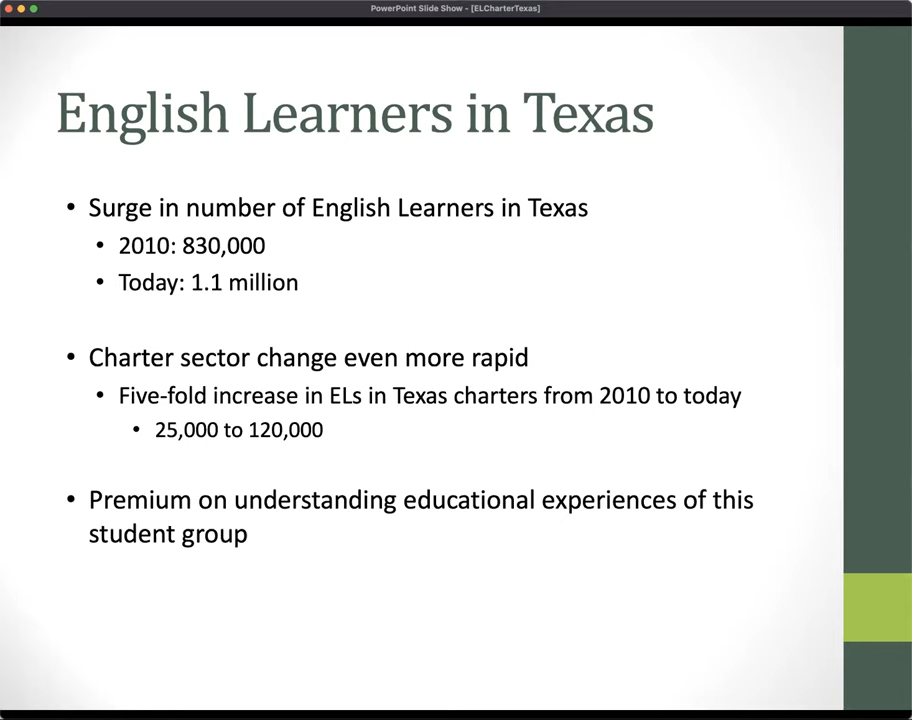 PowerPoint Slide Show - [ELCharterTexas]
English Learners in Texas
• Surge in number of English Learners in Texas
• 2010: 830,000
• Today: 1.1 million
• Charter sector change even more rapid
• Five-fold increase in ELs in Texas charters from 2010 to today
• 25,000 to 120,000
• Premium on understanding educational experiences of this
student group